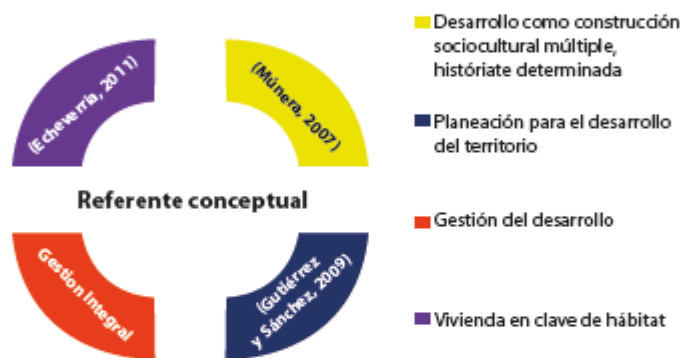 (Echeverría, 2011)
(Múnera, 2007)
Referente conceptual
Gestion Integral
(Gutiérrez
y Sánchez, 2009)
Desarrollo como construcción
sociocultural múltiple,
históriate determinada
Planeación para el desarrollo
del territorio
Gestión del desarrollo
Vivienda en clave de hábitat